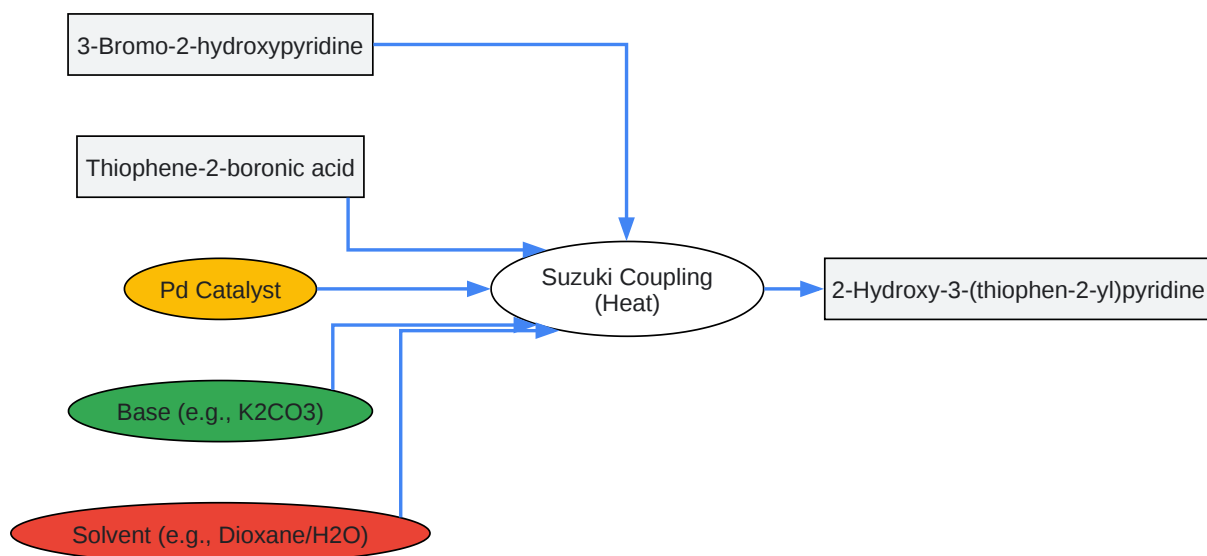 3-Bromo-2-hydroxypyridine
Thiophene-2-boronic acid
Pd Catalyst
Base (e.g., K2CO3)
Solvent (e.g., Dioxane/H2O)
Suzuki Coupling
(Heat)
2-Hydroxy-3-(thiophen-2-yl)pyridine